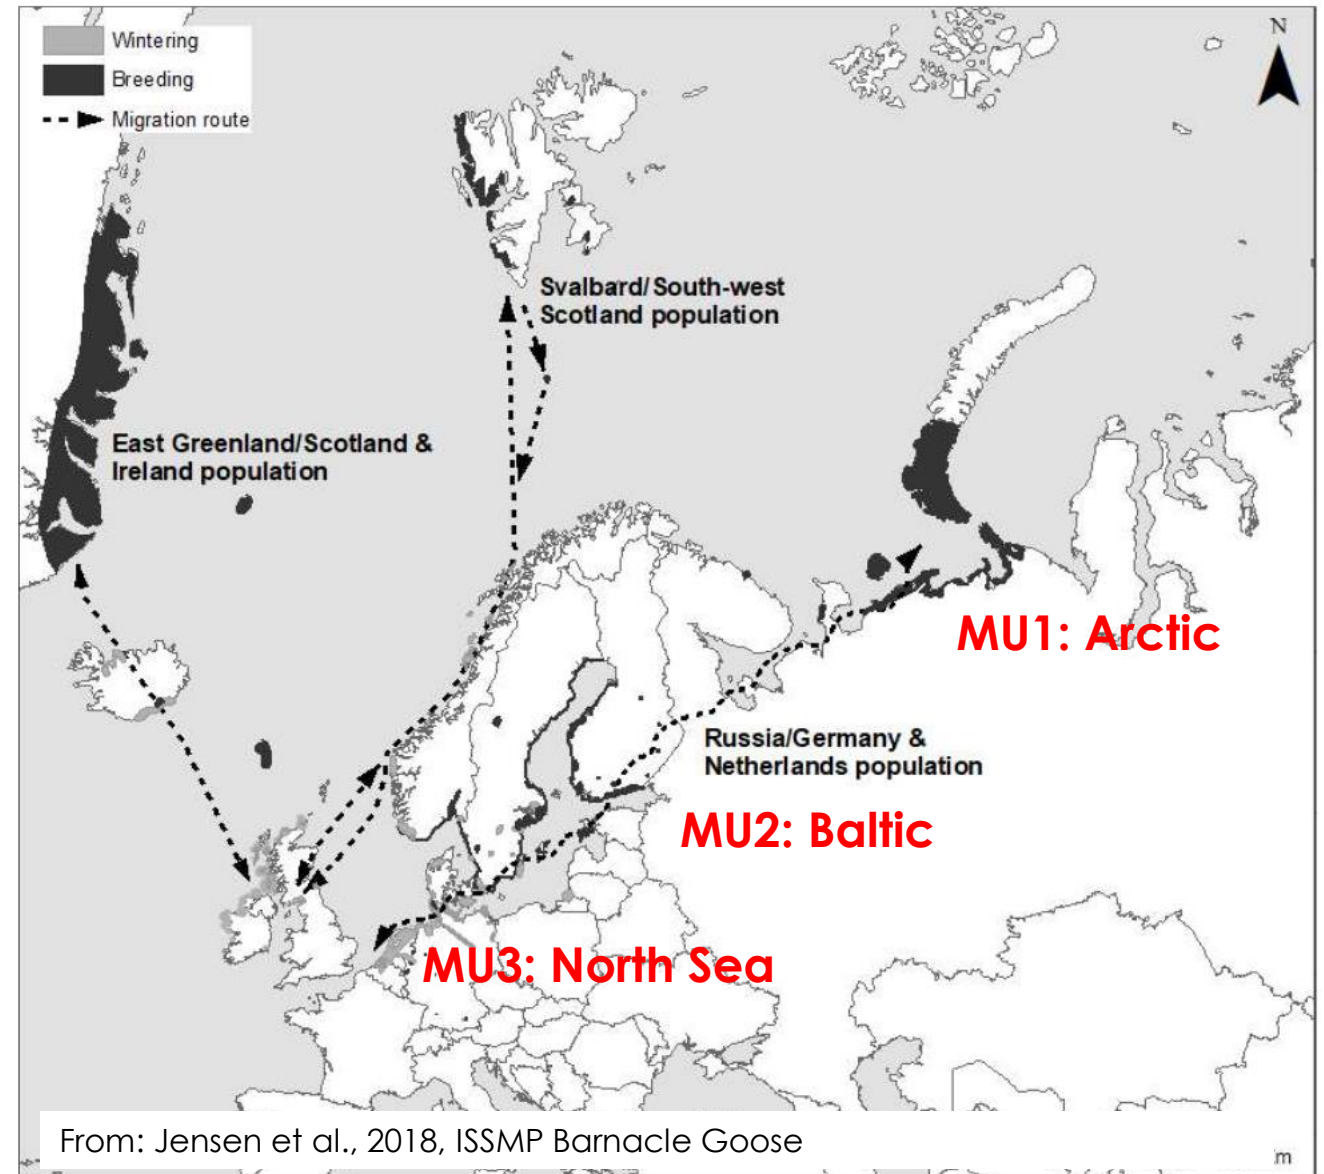 Wintering
Breeding
Migration route
N
Svalbard/South-west
Scotland population
East Greenland/Scotland &
Ireland population
MU1: Arctic
Russia/Germany &
Netherlands population
MU2: Baltic
MU3: North Sea
From: Jensen et al., 2018, ISSMP Barnacle Goose
m